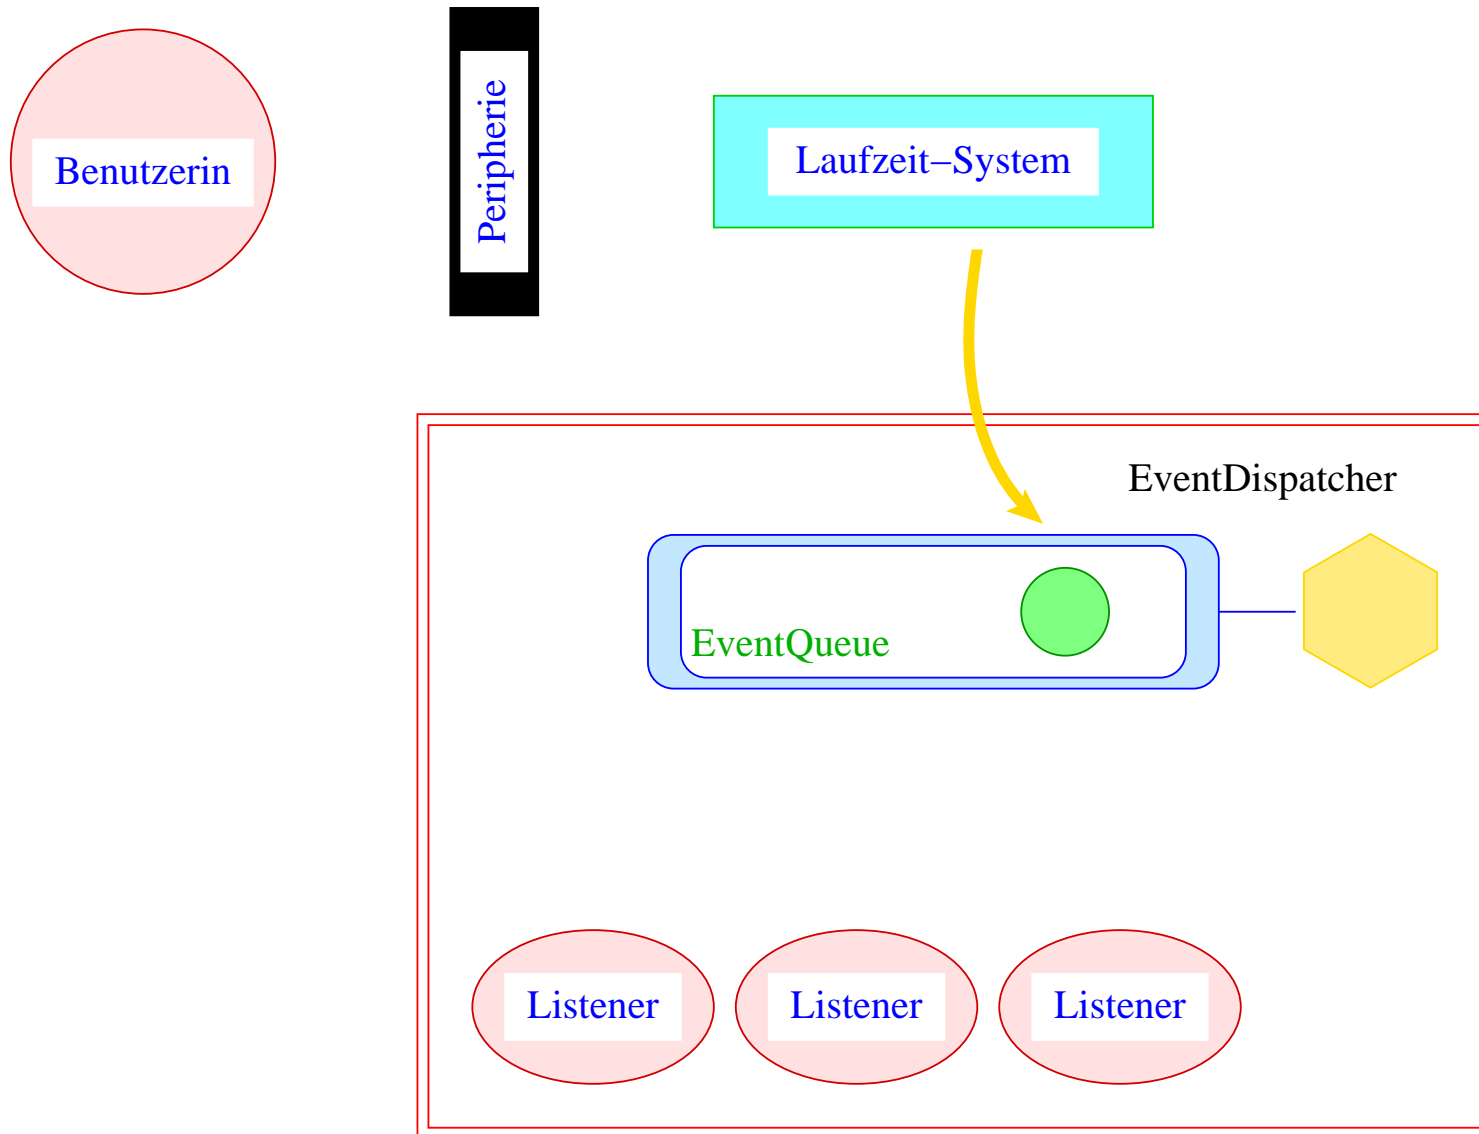 Benutzerin
Peripherie
Laufzeit−System
EventDispatcher
EventQueue
Listener
Listener
Listener